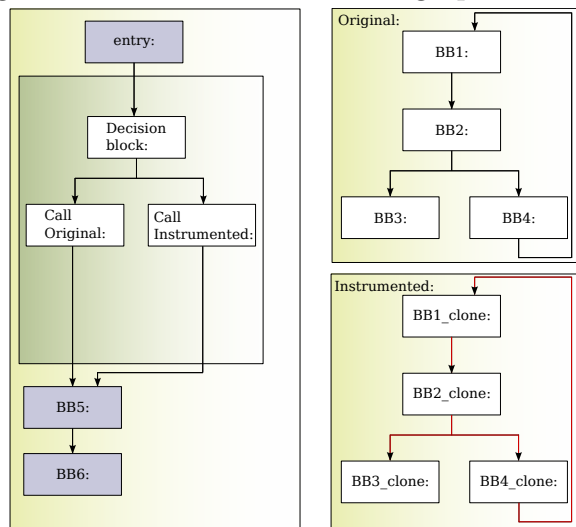 entry:
Decision
block:
Call
Original:
Call
Instrumented:
BB5:
BB6:
Original:
BB1:
BB2:
BB3:
BB4:
Instrumented:
BB1_clone:
BB2_clone:
BB3_clone:
BB4_clone: